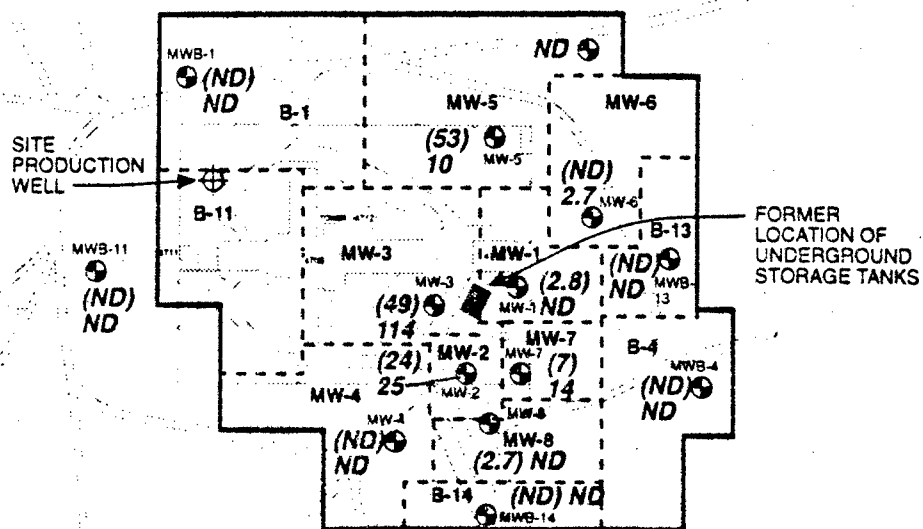 ND
MWB-1
(ND)
ND
B-1
MW-5
MW-6
(53)
10
MW-5
SITE
PRODUCTION
WELL
B-11
(ND)
2.7
MW-6
B-13
FORMER
LOCATION OF
UNDERGROUND
STORAGE TANKS
MW-3
MW-1
MWB-11
(ND)
ND
(ND)
ND
MWB-
13
MW-3
(49)
114
MW-1
(2.8)
ND
MW-7
B-4
(24)
25
MW-2
MW-2
MW-7
(7)
14
MWB-4
(ND)
ND
MW-4
MW-4
(ND)
ND
MW-8
MW-8
(2.7) ND
B-14
(ND) ND
MWB-14